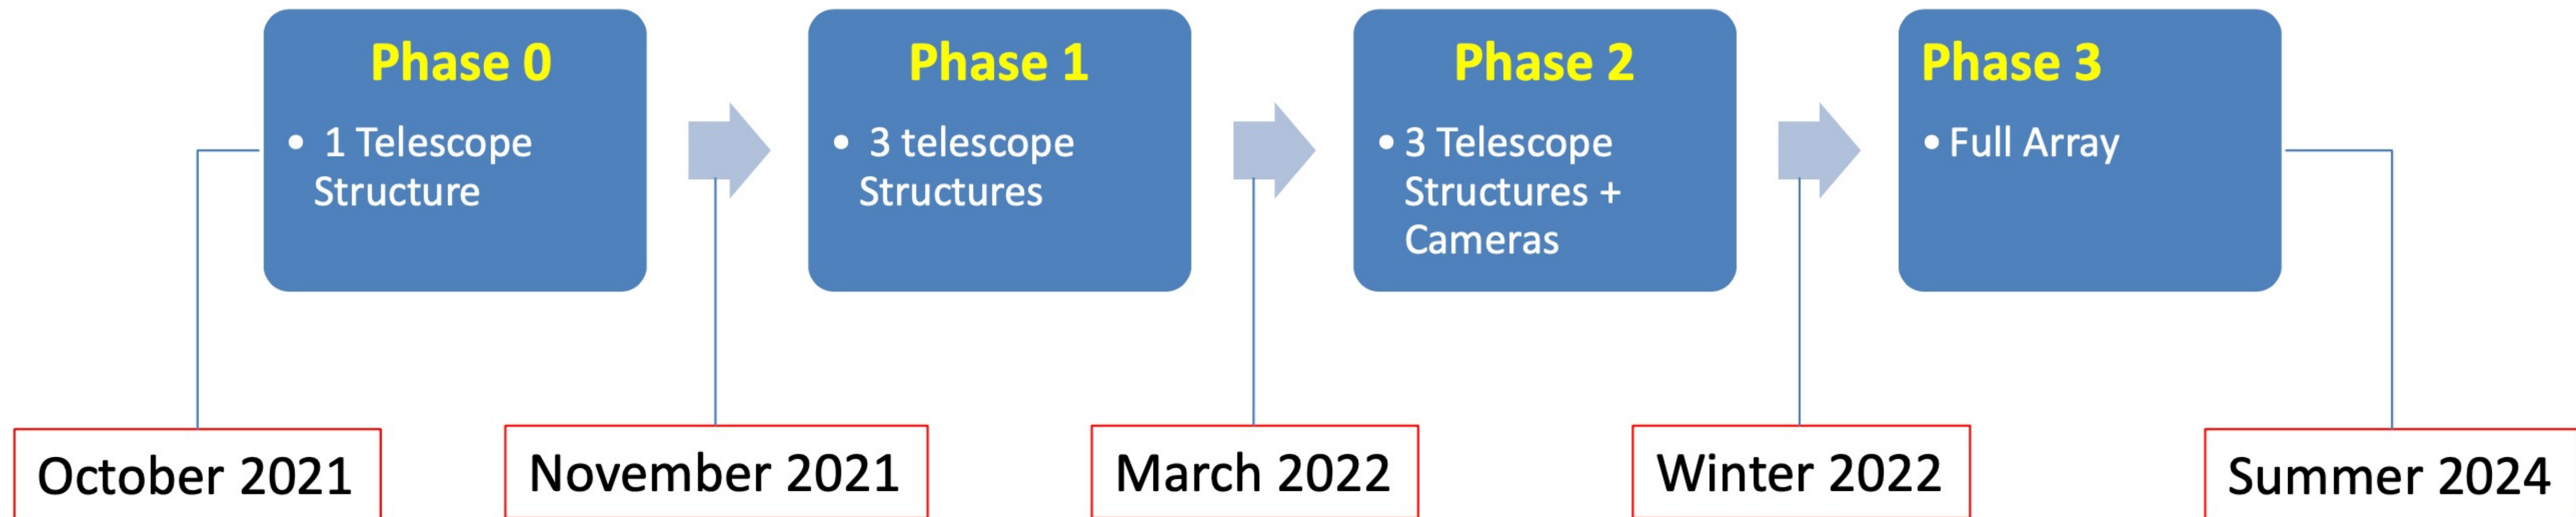 Phase 0
• 1 Telescope
Structure
Phase 1
• 3 telescope
Structures
Phase 2
• 3 Telescope
Structures +
Cameras
Phase 3
• Full Array
October 2021
November 2021
March 2022
Winter 2022
Summer 2024